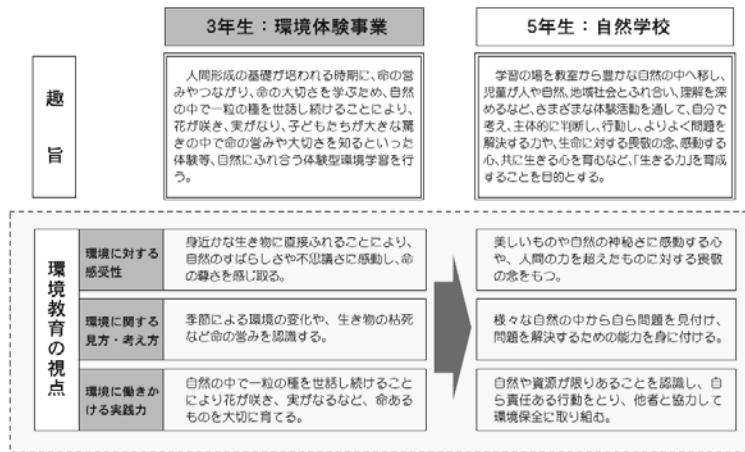 3年生:環境体験事業
5年生:自然学校
趣旨
人間形成の基礎が培われる時期に、命の営
みやつながり、命の大切さを学ぶため、自然
の中で一粒の種を世話し続けることにより、
花が咲き、実がなり、子どもたちが大きな驚
きの中で命の営みや大切さを知るといった
体験等、自然にふれ合う体験型環境学習を行
う。
学習の場を教室から豊かな自然の中へ移し、
児童が人や自然、地域社会とふれ合い、理解を
深めるなど、さまざまな体験活動を通して、自分で
考え、主体的に判断し、行動し、よりよく問題を
解決する力や、生命に対する畏敬の念、感動する
心、共に生きる心を育むなど、「生きる力」を育成
することを目的とする。
環境教育の視点
環境に対する
感受性
身近かな生き物に直接ふれることにより、
自然のすばらしさや不思議さに感動し、命
の尊さを感じ取る。
美しいものや自然の神秘さに感動する心
や、人間の力を超えたものに対する畏敬
の念をもつ。
環境に関する
見方・考え方
季節による環境の変化や、生き物の枯死
など命の営みを認識する。
様々な自然の中から自ら問題を見付け、
問題を解決するための能力を身に付ける。
環境に働きか
ける実践力
自然の中で一粒の種を世話し続けること
により花が咲き、実がなるなど、命ある
ものを大切に育てる。
自然や資源が限りあることを認識し、自
ら責任ある行動をとり、他者と協力して
環境保全に取り組む。